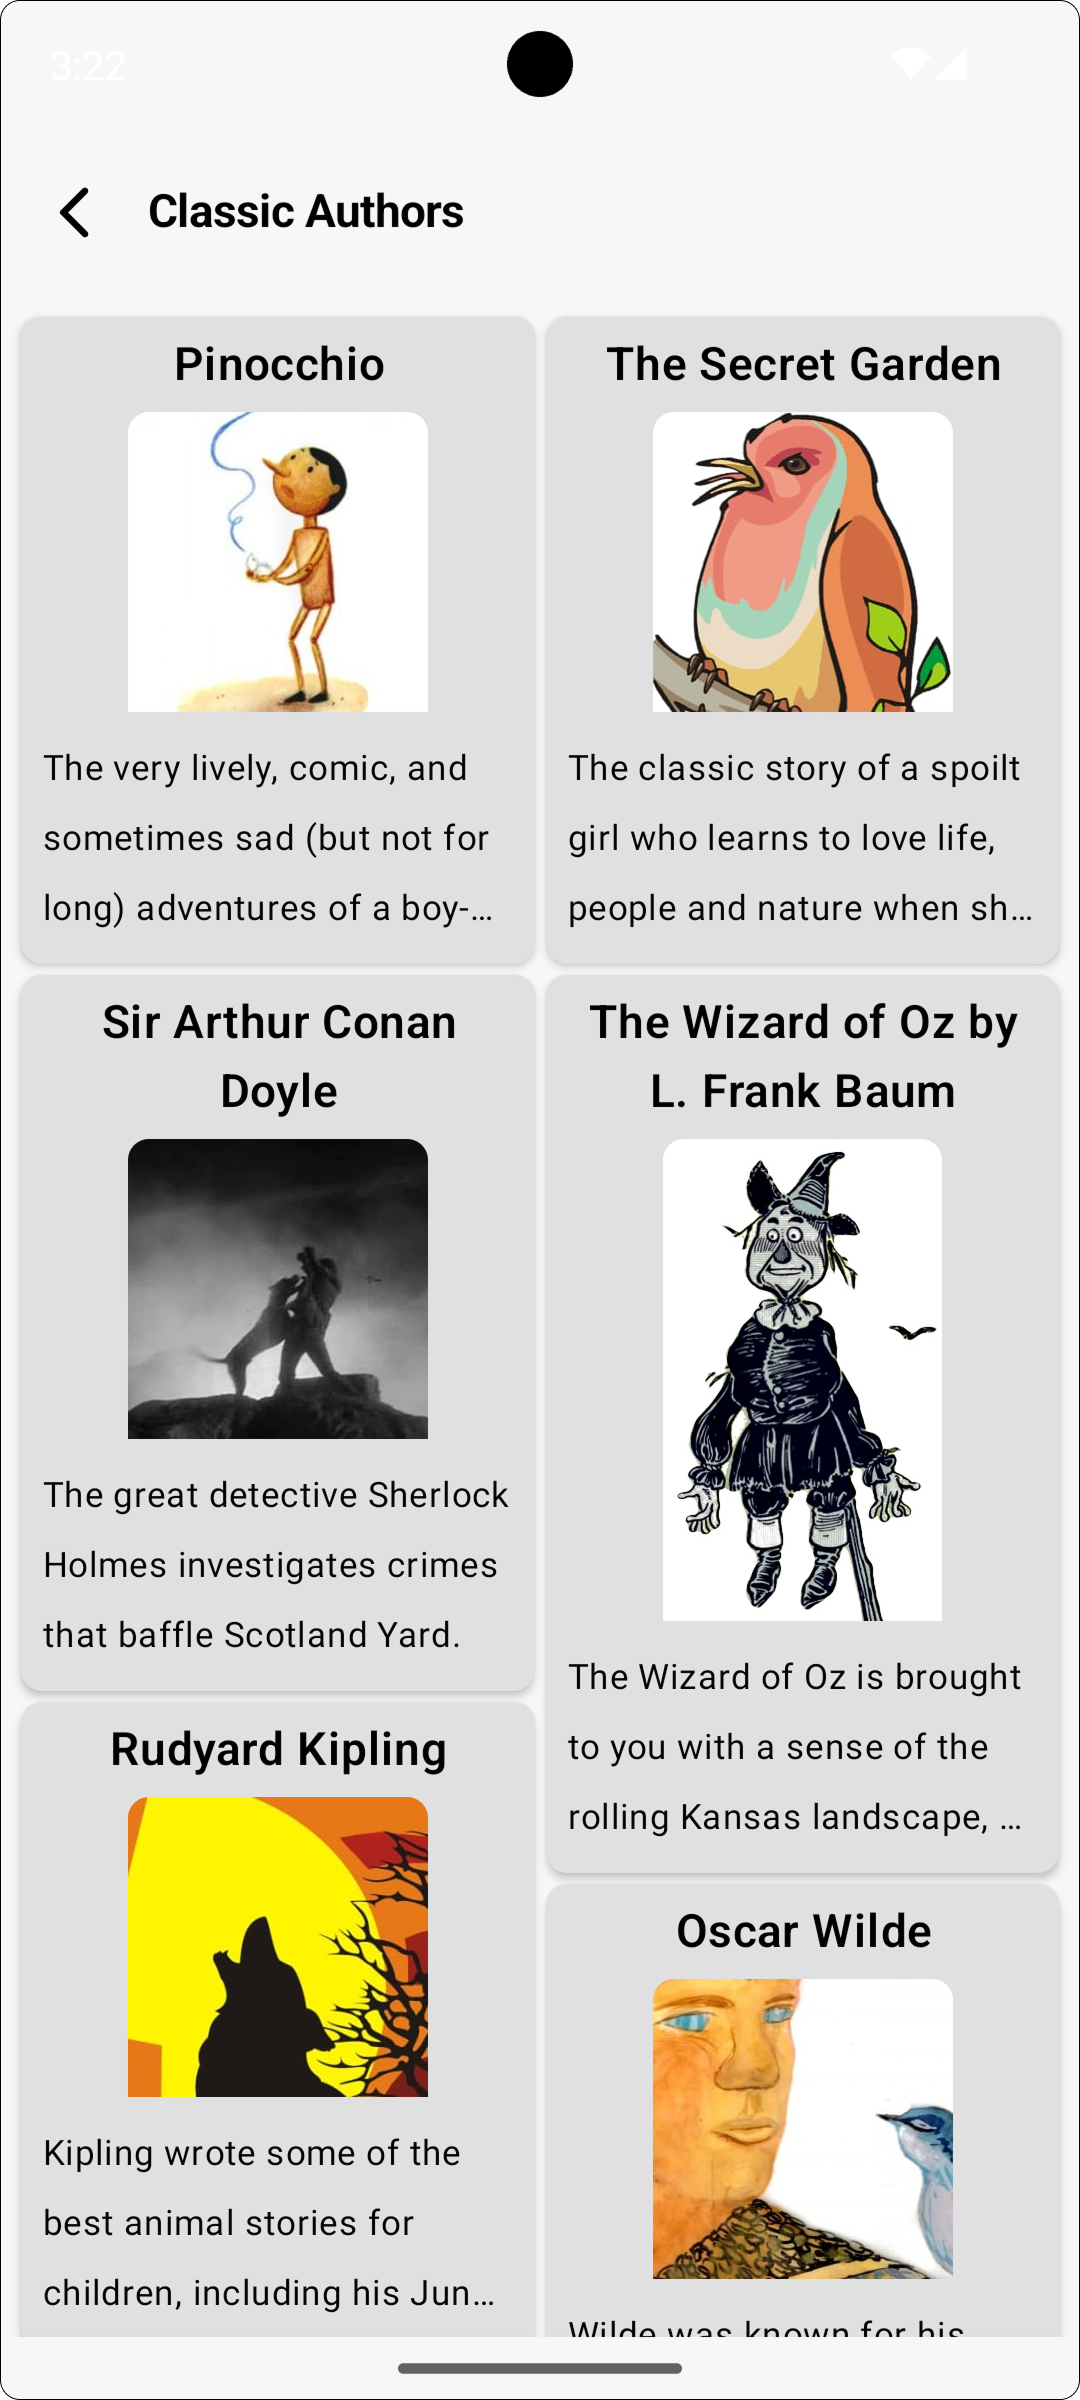 3:22
Classic Authors
Pinocchio
The very lively, comic, and
sometimes sad (but not for
long) adventures of a boy-...
The Secret Garden
The classic story of a spoilt
girl who learns to love life,
people and nature when sh...
Sir Arthur Conan
Doyle
The great detective Sherlock
Holmes investigates crimes
that baffle Scotland Yard.
The Wizard of Oz by
L. Frank Baum
The Wizard of Oz is brought
to you with a sense of the
rolling Kansas landscape, ...
Rudyard Kipling
Kipling wrote some of the
best animal stories for
children, including his Jun...
Oscar Wilde
Wilde was known for his